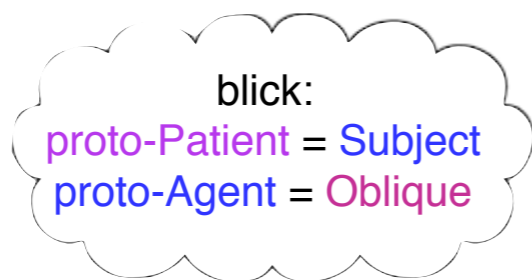 blick:
proto-Patient = Subject
proto-Agent = Oblique